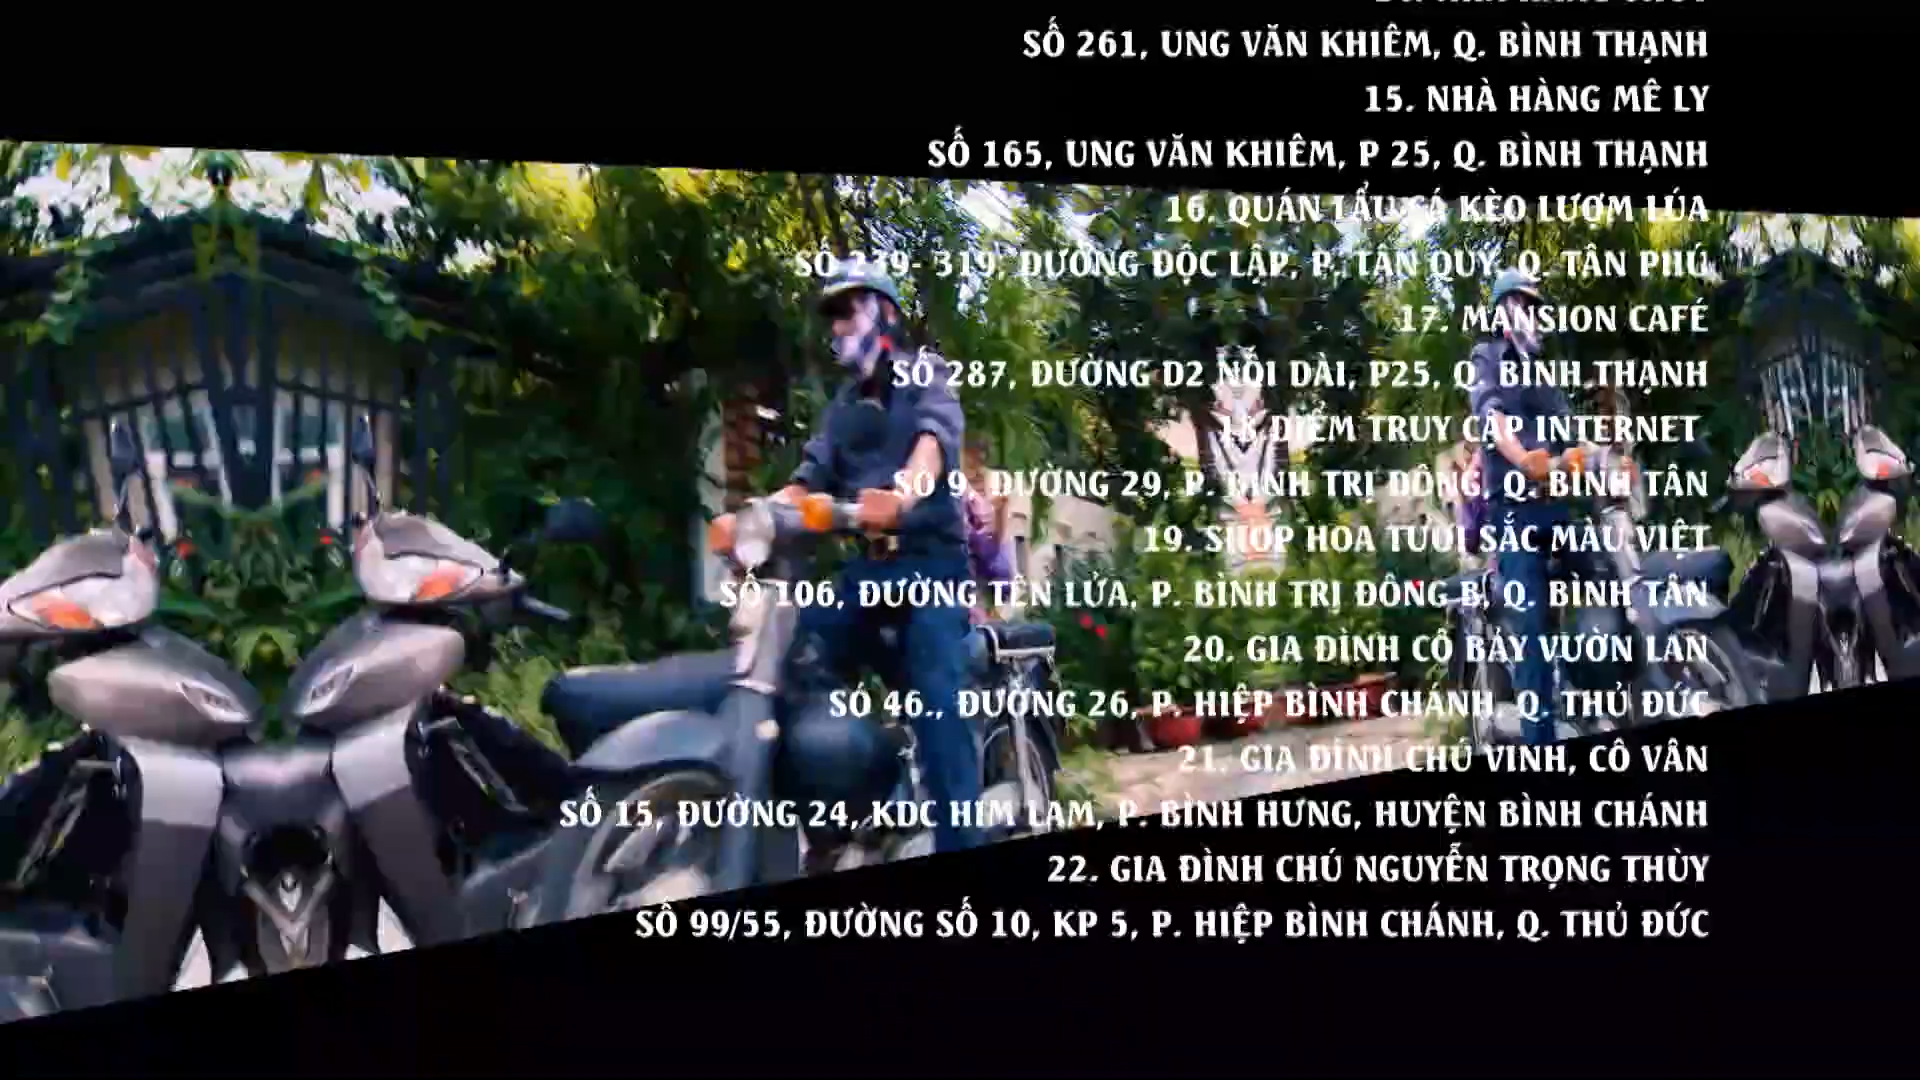 SỐ 261, UNG VĂN KHIÊM, Q. BÌNH THẠNH
15. NHÀ HÀNG MÊ LY
SỐ 165, UNG VĂN KHIÊM, P 25, Q. BÌNH THẠNH
16. QUÁN LẨU CÁ KÈO LƯỢM LÚA
SỐ 239- 319, ĐƯỜNG ĐỘC LẬP, P. TÂN QUÝ, Q. TÂN PHÚ
17. MANSION CAFÉ
SỐ 287, ĐƯỜNG D2 NỐI DÀI, P25, Q. BÌNH THẠNH
18. ĐIỂM TRUY CẬP INTERNET
SỐ 9, ĐƯỜNG 29, P. BÌNH TRỊ ĐÔNG, Q. BÌNH TÂN
19. SHOP HOA TƯƠI SẮC MÀU VIỆT
SỐ 106, ĐƯỜNG TÊN LỬA, P. BÌNH TRỊ ĐÔNG B, Q. BÌNH TÂN
20. GIA ĐÌNH CÔ BẢY VƯỜN LAN
SÓ 46., ĐƯỜNG 26, P. HIỆP BÌNH CHÁNH, Q. THỦ ĐỨC
21. GIA ĐÌNH CHÚ VINH, CÔ VÂN
SỐ 15, ĐƯỜNG 24, KDC HIM LAM, P. BÌNH HƯNG, HUYỆN BÌNH CHÁNH
22. GIA ĐÌNH CHÚ NGUYỄN TRỌNG THÙY
SỐ 99/55, ĐƯỜNG SỐ 10, KP 5, P. HIỆP BÌNH CHÁNH, Q. THỦ ĐỨC